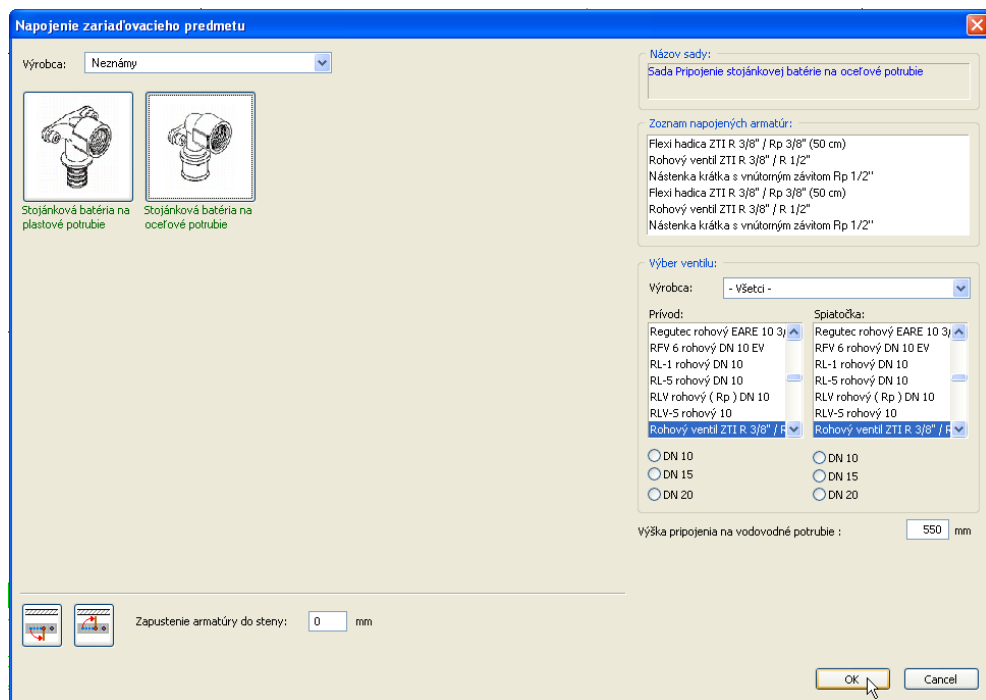 Napojenie zariaďovacieho predmetu
Výrobca: Neznámy
Stojánková batéria na
plastové potrubie
Stojánková batéria na
oceľové potrubie
Názov sady:
Sada Pripojenie stojánkovej batérie na oceľové potrubie
Zoznam napojených armatúr:
Flexi hadica ZTI R 3/8" / Rp 3/8" (50 cm)
Rohový ventil ZTI R 3/8" / R 1/2"
Nástenka krátka s vnútorným závitom Rp 1/2"
Flexi hadica ZTI R 3/8" / Rp 3/8" (50 cm)
Rohový ventil ZTI R 3/8" / R 1/2"
Nástenka krátka s vnútorným závitom Rp 1/2"
Výber ventilu:
Výrobca: - Všetci -
Prívod:
Regutec rohový EARE 10 3/
RFV 6 rohový DN 10 EV
RL-1 rohový DN 10
RL-5 rohový DN 10
RLV rohový ( Rp ) DN 10
RLV-S rohový 10
Rohový ventil ZTI R 3/8" / R
DN 10
DN 15
DN 20
Spiatočka:
Regutec rohový EARE 10 3/
RFV 6 rohový DN 10 EV
RL-1 rohový DN 10
RL-5 rohový DN 10
RLV rohový ( Rp ) DN 10
RLV-S rohový 10
Rohový ventil ZTI R 3/8" / R
DN 10
DN 15
DN 20
Výška pripojenia na vodovodné potrubie : 550 mm
Zapustenie armatúry do steny: 0 mm
OK Cancel